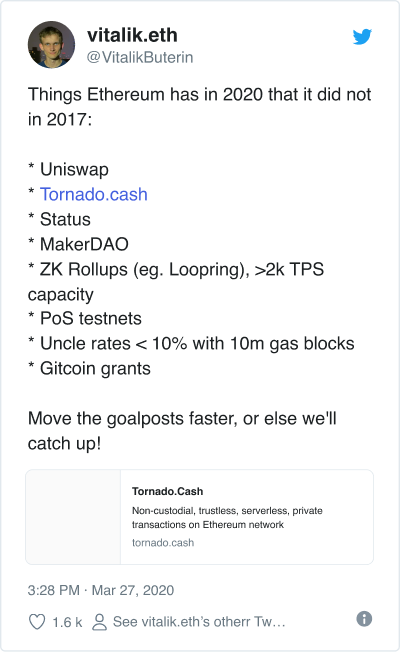 vitalik.eth
@VitalikButerin
Things Ethereum has in 2020 that it did not
in 2017:
* Uniswap
* Tornado.cash
* Status
* MakerDAO
* ZK Rollups (eg. Loopring), >2k TPS
capacity
* PoS testnets
* Uncle rates < 10% with 10m gas blocks
* Gitcoin grants
Move the goalposts faster, or else we'll
catch up!
Tornado.Cash
Non-custodial, trustless, serverless, private
transactions on Ethereum network
tornado.cash
3:28 PM · Mar 27, 2020
1.6 k See vitalik.eth's otherr Tw…